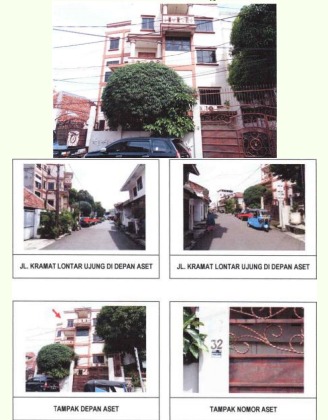 JL. KRAMAT LONTAR UJUNG DI DEPAN ASET
JL. KRAMAT LONTAR UJUNG DI DEPAN ASET
32
TAMPAK DEPAN ASET
TAMPAK NOMOR ASET